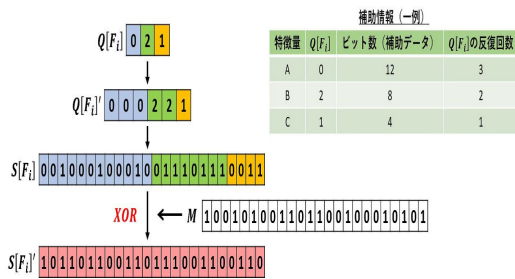 Q[Fᵢ] 0 2 1
Q[Fᵢ]' 0 0 0 2 2 1
S[Fᵢ] 0 0 1 0 0 0 1 0 0 0 1 0 0 1 1 1 0 1 1 1 0 0 1 1
XOR ← M 1 0 0 1 0 1 0 0 1 1 0 1 1 0 0 1 0 0 0 1 0 1 0 1
S[Fᵢ]' 1 0 1 1 0 1 1 0 0 1 1 0 1 1 1 0 0 1 1 0 0 1 1 0
補助情報（一例）
特徴量 Q[Fᵢ] ビット数（補助データ） Q[Fᵢ]の反復回数
A 0 12 3
B 2 8 2
C 1 4 1